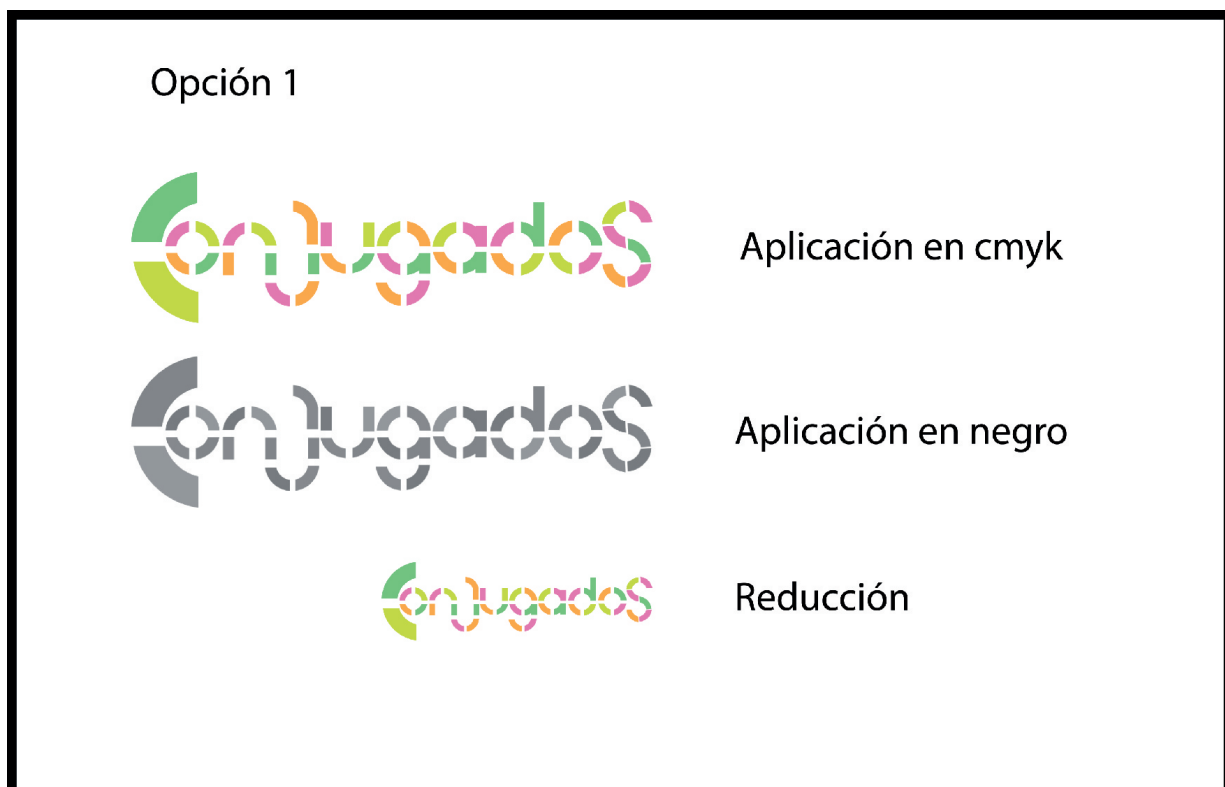 Opción 1
ConjugadoS
Aplicación en cmyk
ConjugadoS
Aplicación en negro
ConjugadoS
Reducción